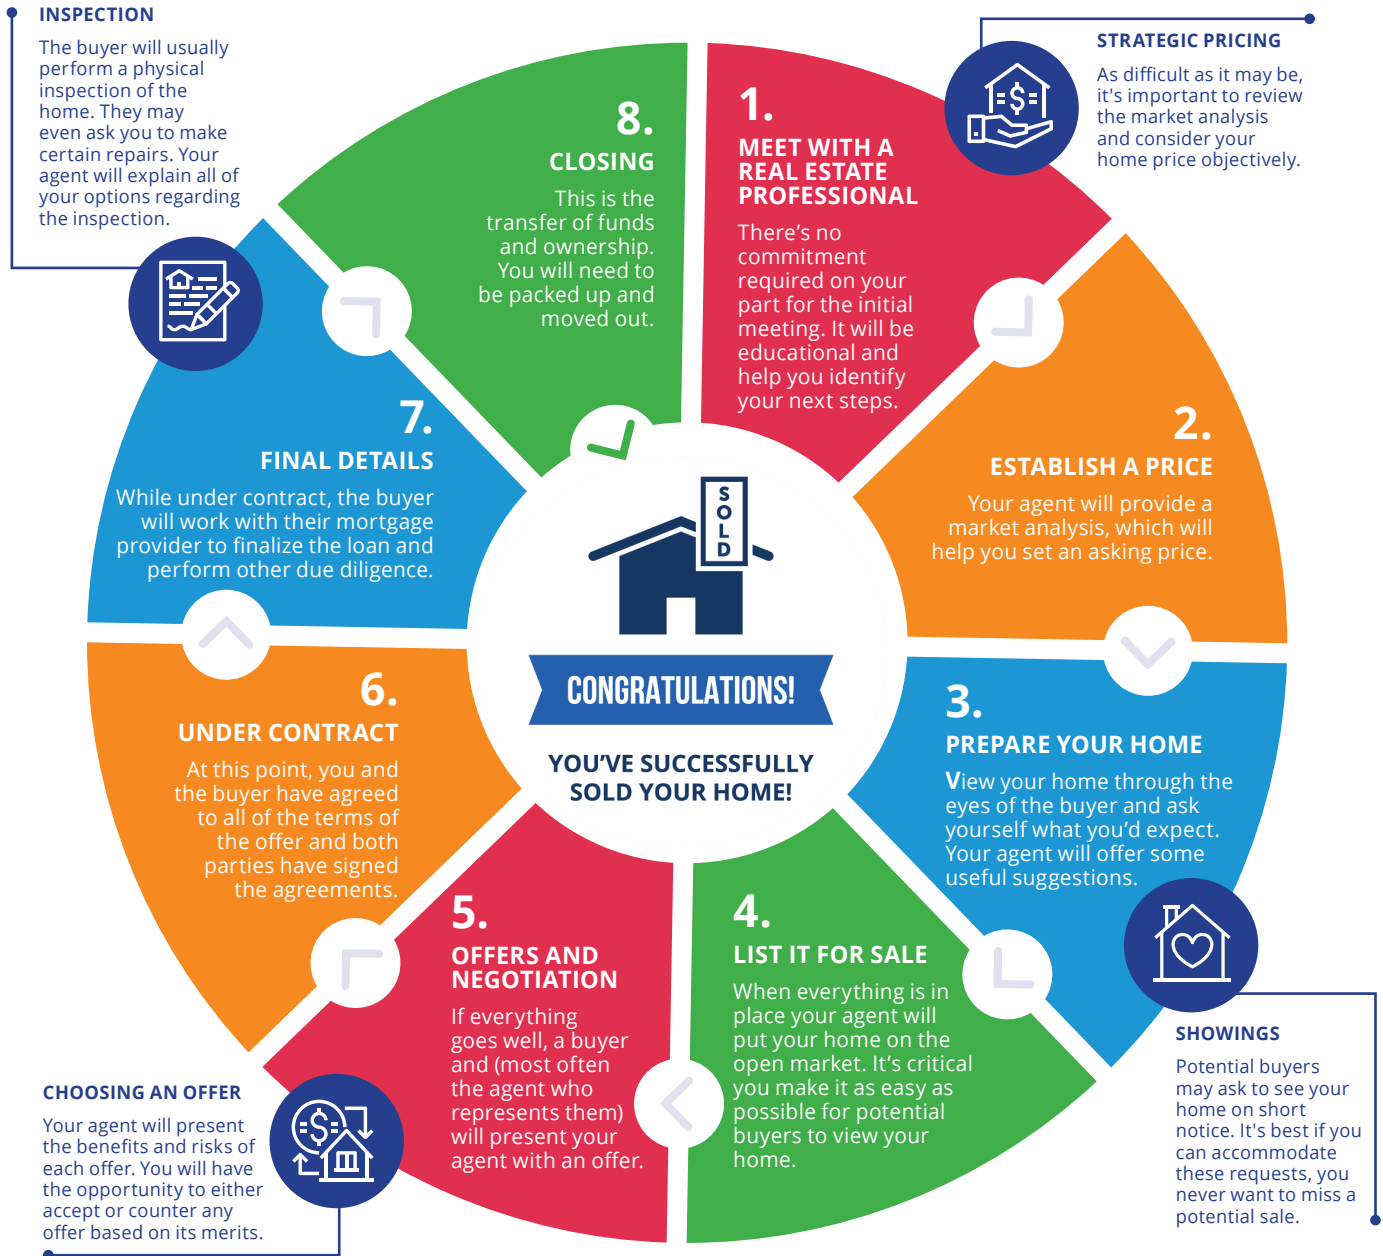 INSPECTION
The buyer will usually
perform a physical
inspection of the
home. They may
even ask you to make
certain repairs. Your
agent will explain all of
your options regarding
the inspection.
STRATEGIC PRICING
As difficult as it may be,
it's important to review
the market analysis
and consider your
home price objectively.
1.
MEET WITH A
REAL ESTATE
PROFESSIONAL
There’s no
commitment
required on your
part for the initial
meeting. It will be
educational and
help you identify
your next steps.
2.
ESTABLISH A PRICE
Your agent will provide a
market analysis, which will
help you set an asking price.
3.
PREPARE YOUR HOME
View your home through the
eyes of the buyer and ask
yourself what you’d expect.
Your agent will offer some
useful suggestions.
SHOWINGS
Potential buyers
may ask to see your
home on short
notice. It's best if you
can accommodate
these requests, you
never want to miss a
potential sale.
4.
LIST IT FOR SALE
When everything is in
place your agent will
put your home on the
open market. It’s critical
you make it as easy as
possible for potential
buyers to view your
home.
5.
OFFERS AND
NEGOTIATION
If everything
goes well, a buyer
and (most often
the agent who
represents them)
will present your
agent with an offer.
CHOOSING AN OFFER
Your agent will present
the benefits and risks of
each offer. You will have
the opportunity to either
accept or counter any
offer based on its merits.
6.
UNDER CONTRACT
At this point, you and
the buyer have agreed
to all of the terms of
the offer and both
parties have signed
the agreements.
7.
FINAL DETAILS
While under contract, the buyer
will work with their mortgage
provider to finalize the loan and
perform other due diligence.
8.
CLOSING
This is the
transfer of funds
and ownership.
You will need to
be packed up and
moved out.
SOLD
CONGRATULATIONS!
YOU’VE SUCCESSFULLY
SOLD YOUR HOME!